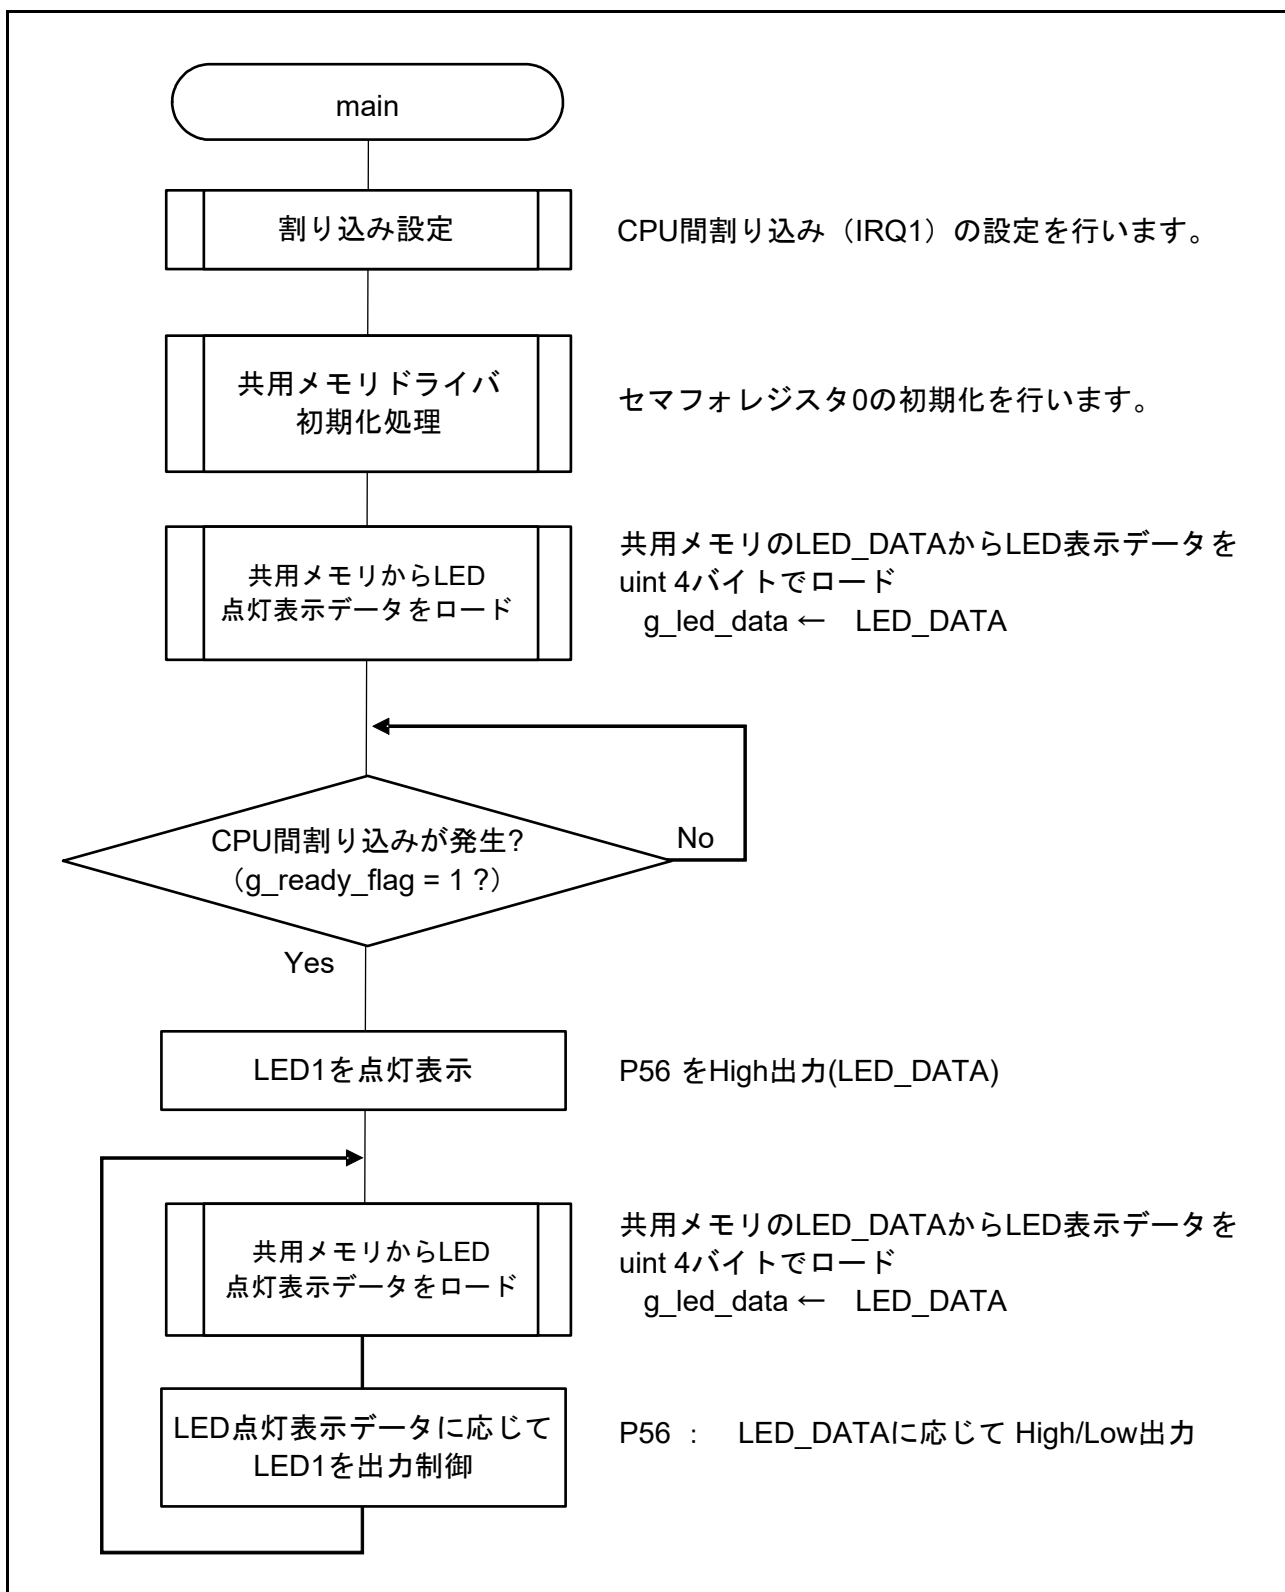 main
割り込み設定
CPU間割り込み（IRQ1）の設定を行います。
共用メモリドライバ
初期化処理
セマフォレジスタ0の初期化を行います。
共用メモリからLED
点灯表示データをロード
共用メモリのLED_DATAからLED表示データを
uint 4バイトでロード
g_led_data ← LED_DATA
CPU間割り込みが発生?
（g_ready_flag = 1 ?）
No
Yes
LED1を点灯表示
P56 をHigh出力(LED_DATA)
共用メモリからLED
点灯表示データをロード
共用メモリのLED_DATAからLED表示データを
uint 4バイトでロード
g_led_data ← LED_DATA
LED点灯表示データに応じて
LED1を出力制御
P56 ： LED_DATAに応じて High/Low出力